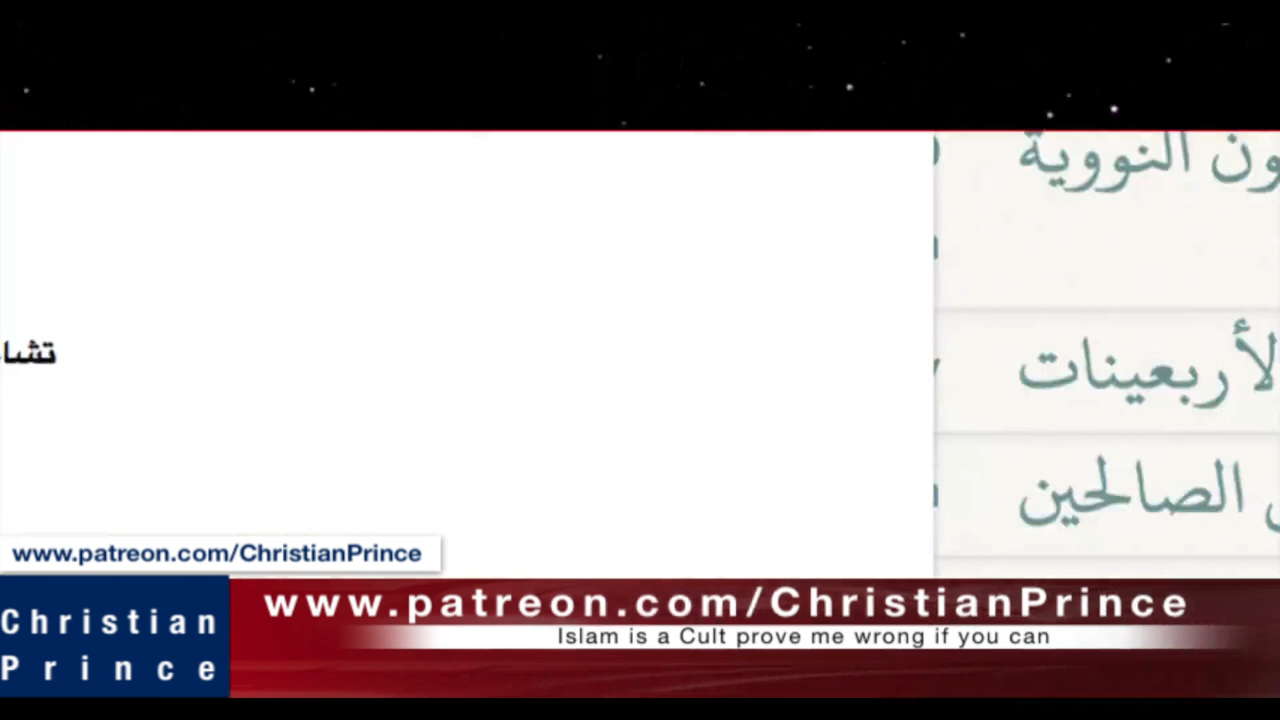 ون النووية
تشا
الأربعينات
الصالحين
www.patreon.com/ChristianPrince
Christian
Prince
www.patreon.com/ChristianPrince
Islam is a Cult prove me wrong if you can